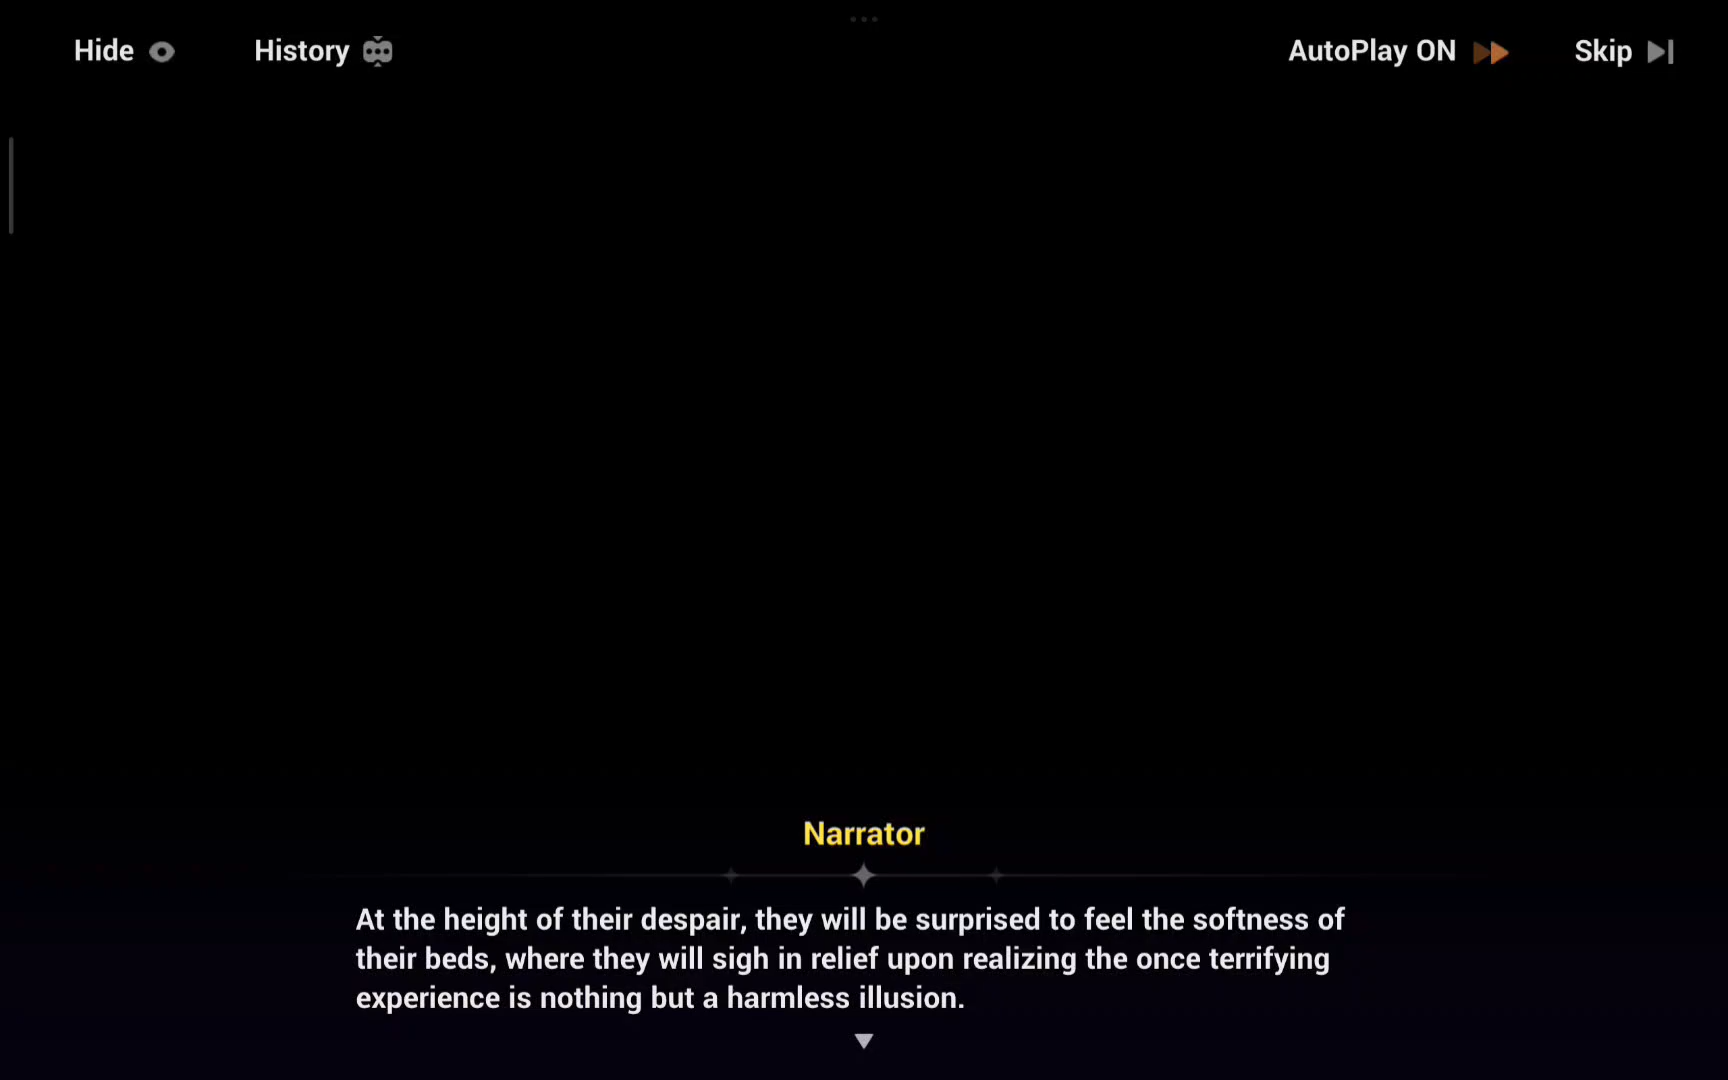 Hide
History
AutoPlay ON
Skip
Narrator
At the height of their despair, they will be surprised to feel the softness of
their beds, where they will sigh in relief upon realizing the once terrifying
experience is nothing but a harmless illusion.